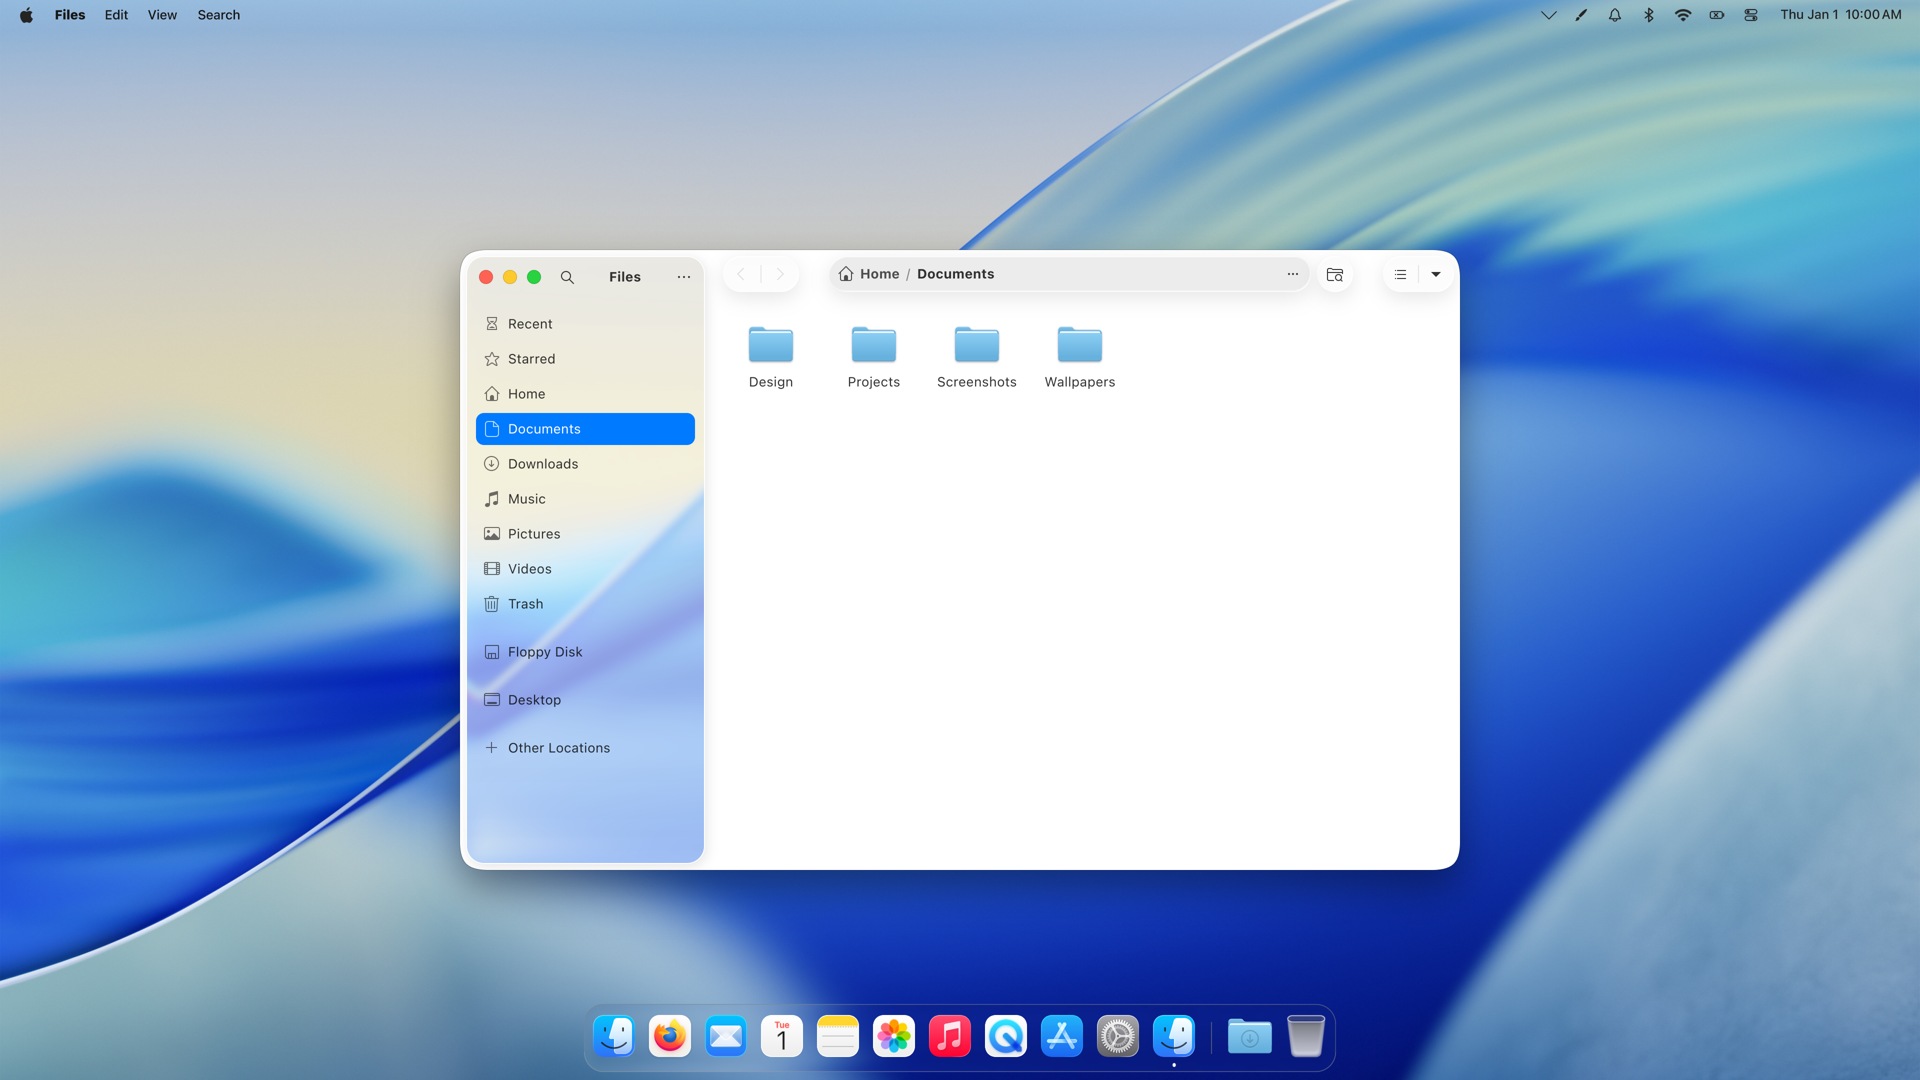 Files Edit View Search Thu Jan 1 10:00 AM
Files
Home / Documents
Recent
Starred
Home
Documents
Downloads
Music
Pictures
Videos
Trash
Floppy Disk
Desktop
Other Locations
Design Projects Screenshots Wallpapers
Tue
1